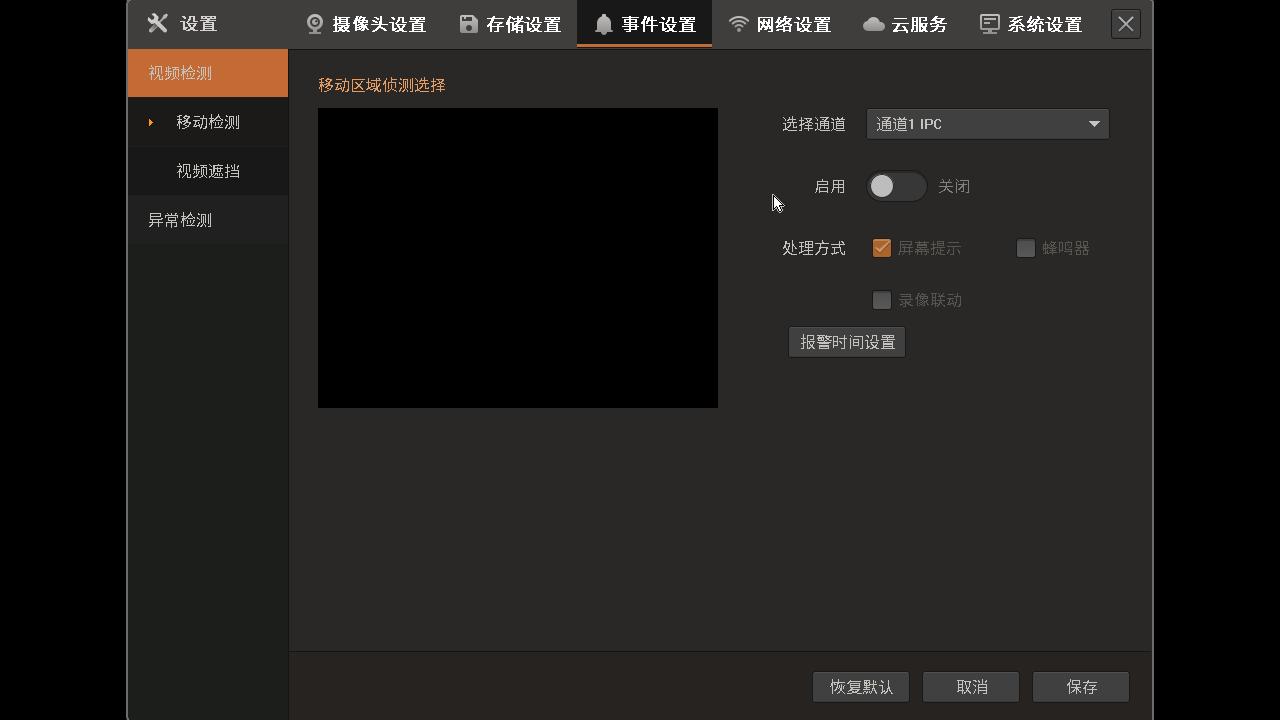 设置 摄像头设置 存储设置 事件设置 网络设置 云服务 系统设置
视频检测
移动检测
视频遮挡
异常检测
移动区域侦测选择
选择通道 通道1 IPC
启用 关闭
处理方式 屏幕提示 蜂鸣器
录像联动
报警时间设置
恢复默认 取消 保存